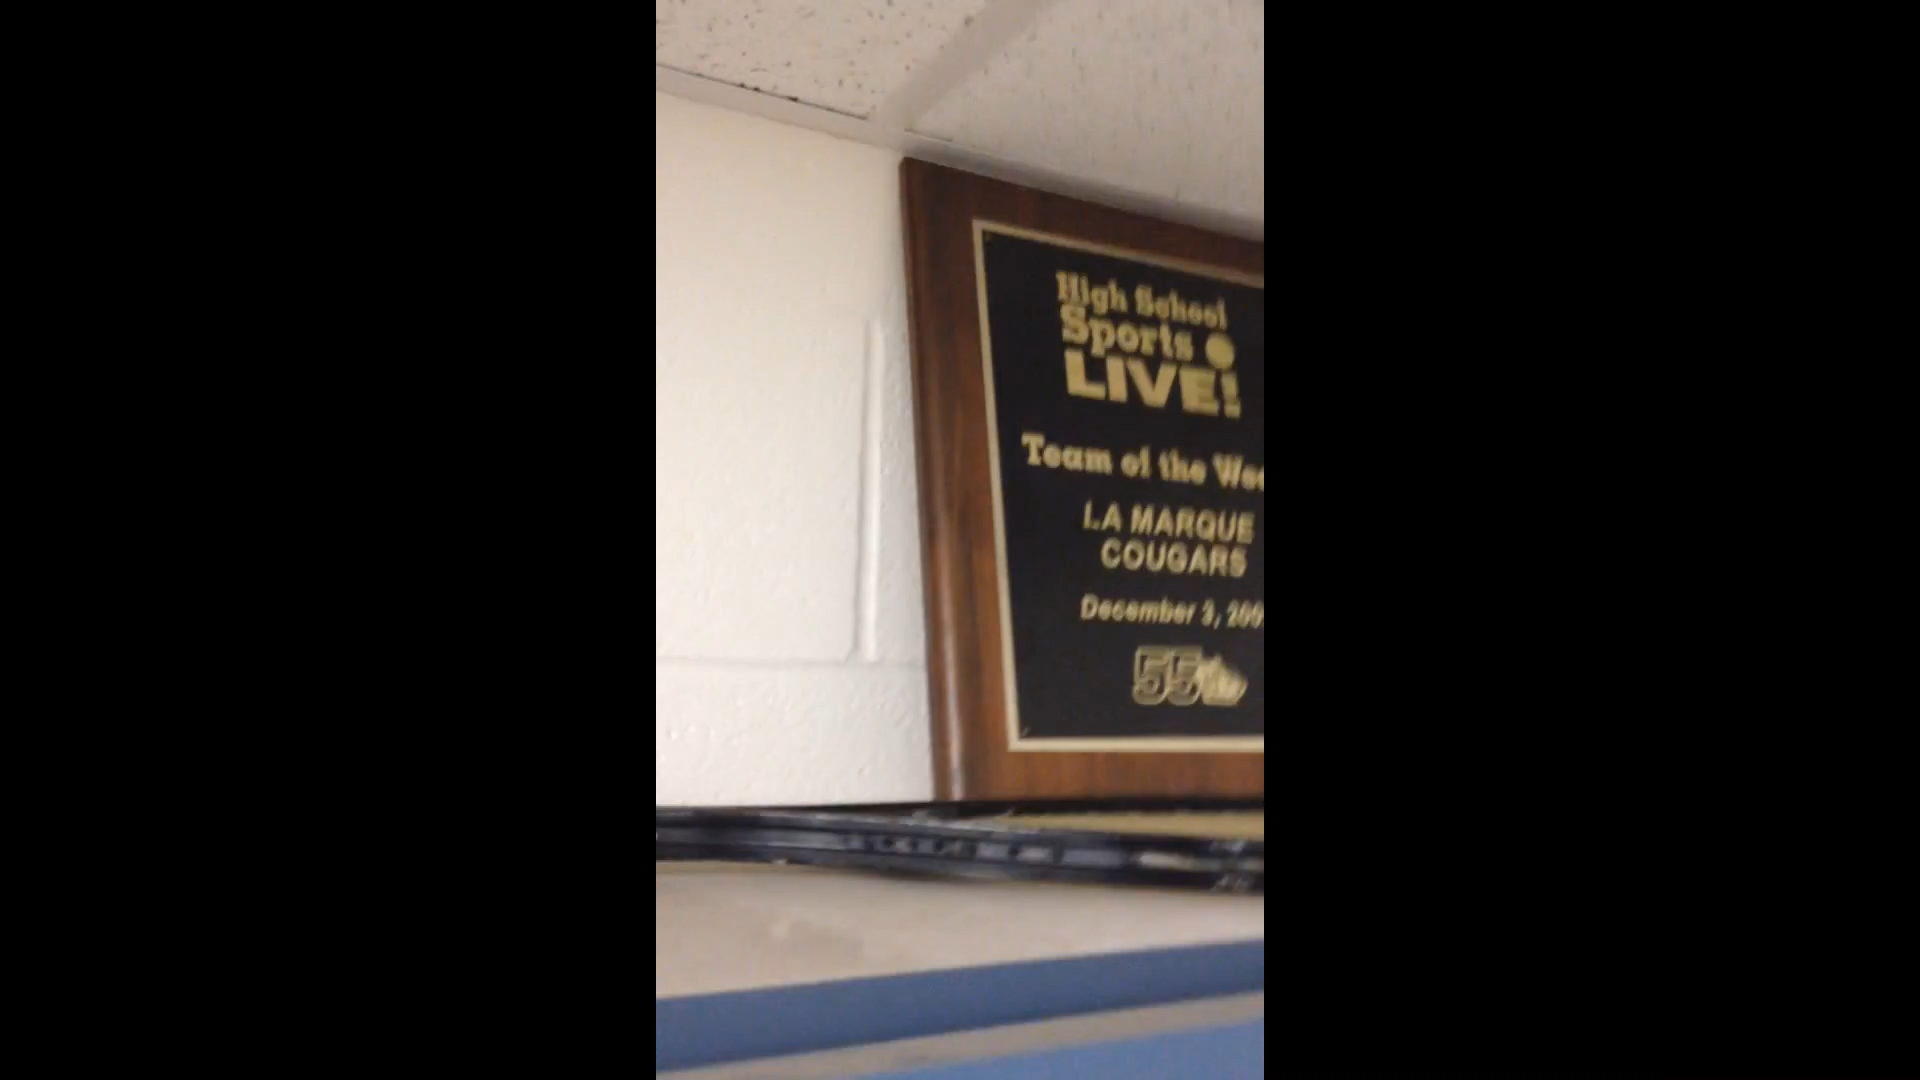 High School
Sports
LIVE!
Team of the
LA MARQUE
COUGARS
December 3,
55